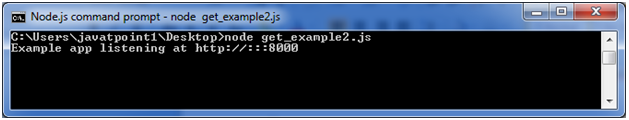 Node.js command prompt - node  get_example2.js
C:\Users\javatpoint1\Desktop>node get_example2.js
Example app listening at http://:::8000